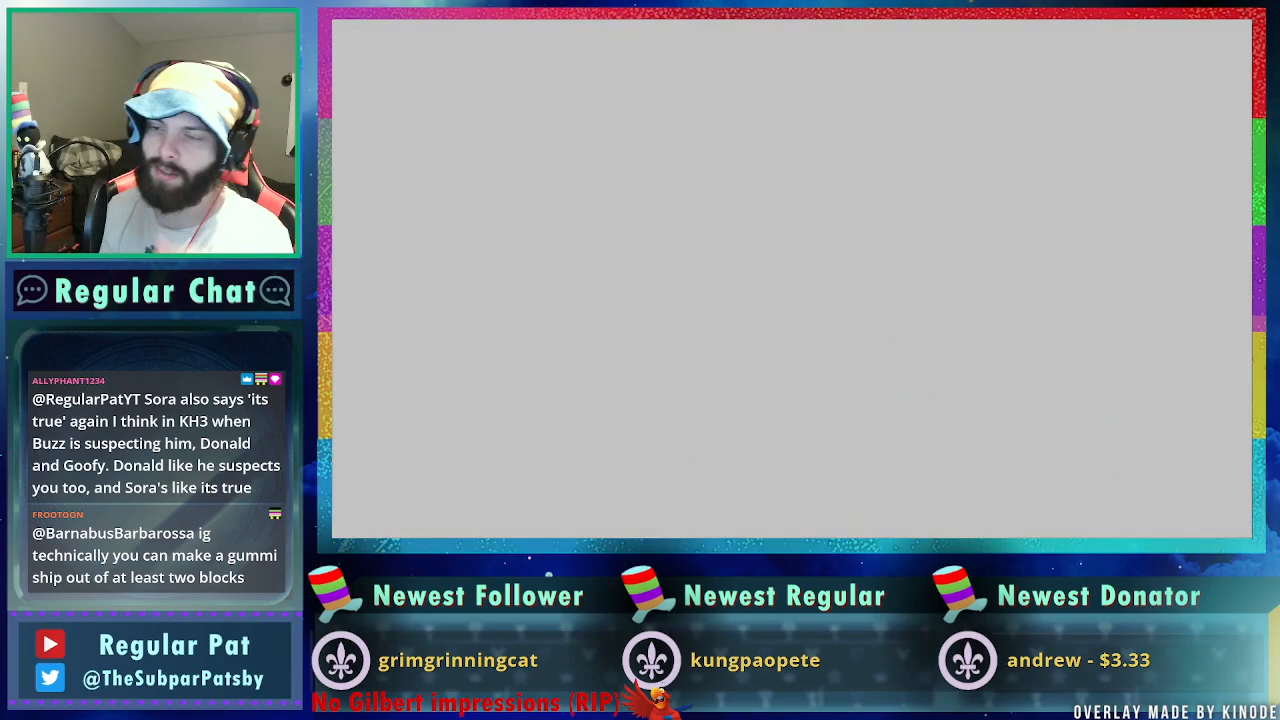 Regular Chat
ALLYPHANT1234
@RegularPatYT Sora also says 'its
true' again I think in KH3 when
Buzz is suspecting him, Donald
and Goofy. Donald like he suspects
you too, and Sora's like its true
FROOTOON
@BarnabusBarbarossa ig
technically you can make a gummi
ship out of at least two blocks
Regular Pat
@TheSubparPatsby
Newest Follower
grimgrinningcat
Newest Regular
kungpaopete
Newest Donator
andrew - $3.33
No Gilbert impressions (RIP)
OVERLAY MADE BY KINODE